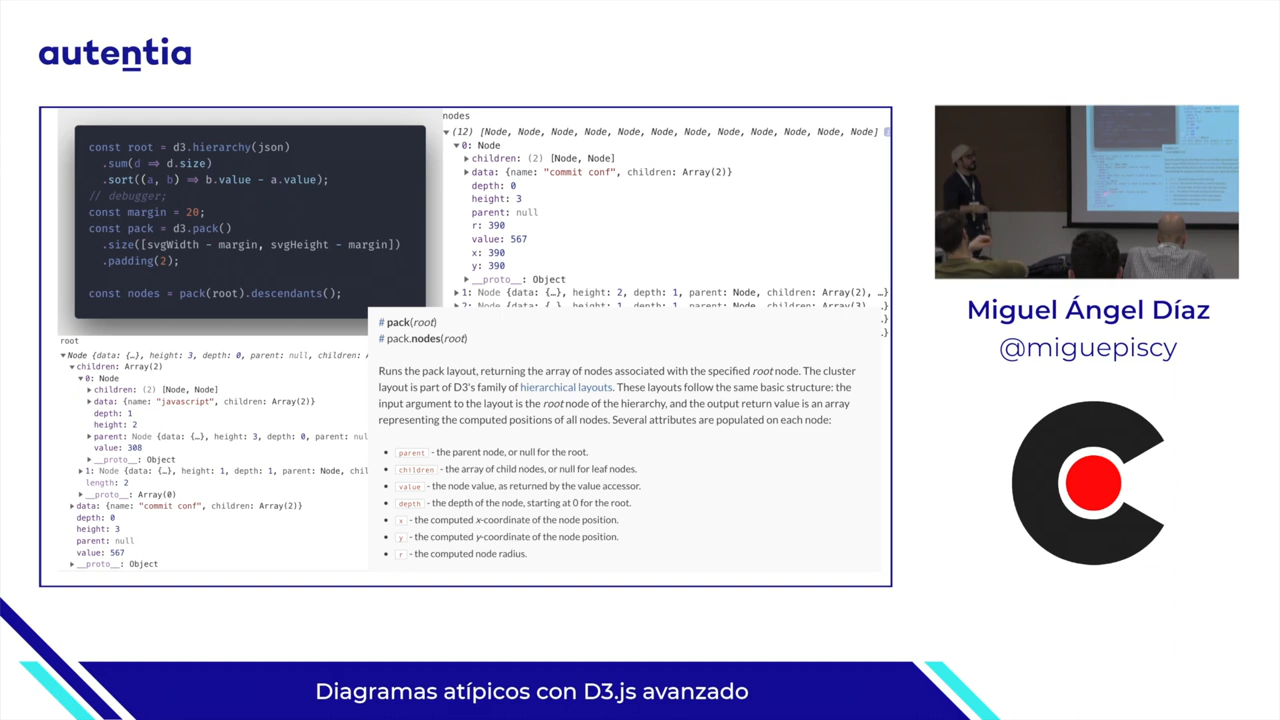 autentia
const root = d3.hierarchy(json)
.sum(d => d.size)
.sort((a, b) => b.value - a.value);
// debugger;
const margin = 20;
const pack = d3.pack()
.size([svgWidth - margin, svgHeight - margin])
.padding(2);
const nodes = pack(root).descendants();
nodes
▼ (12) [Node, Node, Node, Node, Node, Node, Node, Node, Node, Node, Node, Node]
▼ 0: Node
▶ children: (2) [Node, Node]
▶ data: {name: "commit conf", children: Array(2)}
depth: 0
height: 3
parent: null
r: 390
value: 567
x: 390
y: 390
▶ __proto__: Object
▶ 1: Node {data: {…}, height: 2, depth: 1, parent: Node, children: Array(2), …}
root
▼ Node {data: {…}, height: 3, depth: 0, parent: null, children: A
▼ children: Array(2)
▼ 0: Node
▶ children: (2) [Node, Node]
▶ data: {name: "javascript", children: Array(2)}
depth: 1
height: 2
▶ parent: Node {data: {…}, height: 3, depth: 0, parent: nul
value: 308
▶ __proto__: Object
▶ 1: Node {data: {…}, height: 1, depth: 1, parent: Node, chi
length: 2
▶ __proto__: Array(0)
▶ data: {name: "commit conf", children: Array(2)}
depth: 0
height: 3
parent: null
value: 567
▶ __proto__: Object
# pack(root)
# pack.nodes(root)
Runs the pack layout, returning the array of nodes associated with the specified root node. The cluster
layout is part of D3's family of hierarchical layouts. These layouts follow the same basic structure: the
input argument to the layout is the root node of the hierarchy, and the output return value is an array
representing the computed positions of all nodes. Several attributes are populated on each node:
• parent - the parent node, or null for the root.
• children - the array of child nodes, or null for leaf nodes.
• value - the node value, as returned by the value accessor.
• depth - the depth of the node, starting at 0 for the root.
• x - the computed x-coordinate of the node position.
• y - the computed y-coordinate of the node position.
• r - the computed node radius.
Miguel Ángel Díaz
@miguepiscy
Diagramas atípicos con D3.js avanzado